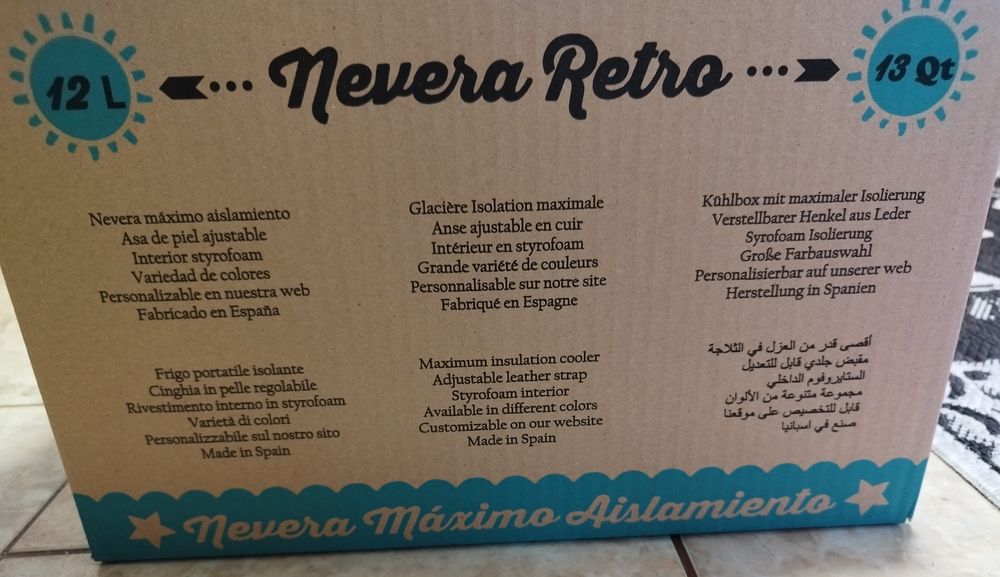 12 L
Nevera Retro
13 Qt
Nevera máximo aislamiento
Asa de piel ajustable
Interior styrofoam
Variedad de colores
Personalizable en nuestra web
Fabricado en España
Glacière Isolation maximale
Anse ajustable en cuir
Intérieur en styrofoam
Grande variété de couleurs
Personnalisable sur notre site
Fabriqué en Espagne
Kühlbox mit maximaler Isolierung
Verstellbarer Henkel aus Leder
Syrofoam Isolierung
Große Farbauswahl
Personalisierbar auf unserer web
Herstellung in Spanien
Frigo portatile isolante
Cinghia in pelle regolabile
Rivestimento interno in styrofoam
Varietà di colori
Personalizzabile sul nostro sito
Made in Spain
Maximum insulation cooler
Adjustable leather strap
Styrofoam interior
Available in different colors
Customizable on our website
Made in Spain
أقصى قدر من العزل في الثلاجة
مقبض جلدي قابل للتعديل
الستايروفوم الداخلي
مجموعة متنوعة من الألوان
قابل للتخصيص على موقعنا
صنع في اسبانيا
Nevera Máximo Aislamiento